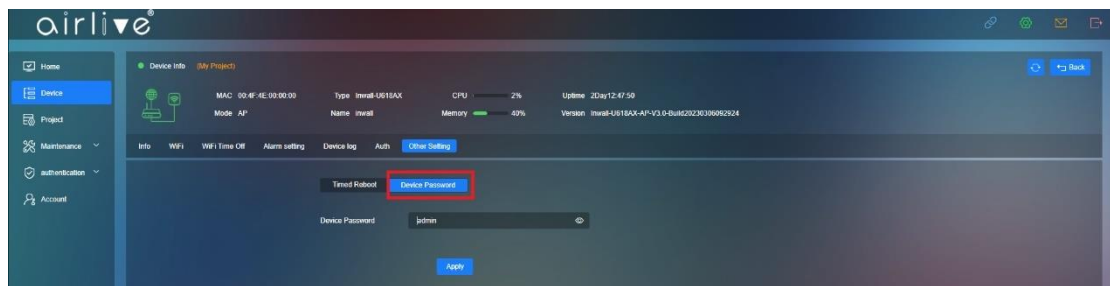 airlive
Home
Device
Project
Maintenance
authentication
Account
Device Info (My Project)
Back
MAC 00:4F:4E:00:00:00 Type Inwall-U618AX CPU 2% Uptime 2Day12:47:50
Mode AP Name inwall Memory 40% Version Inwall-U618AX-AP-V3.0-Build20230306092924
Info WiFi WiFi Time Off Alarm setting Device log Auth Other Setting
Timed Reboot Device Password
Device Password admin
Apply